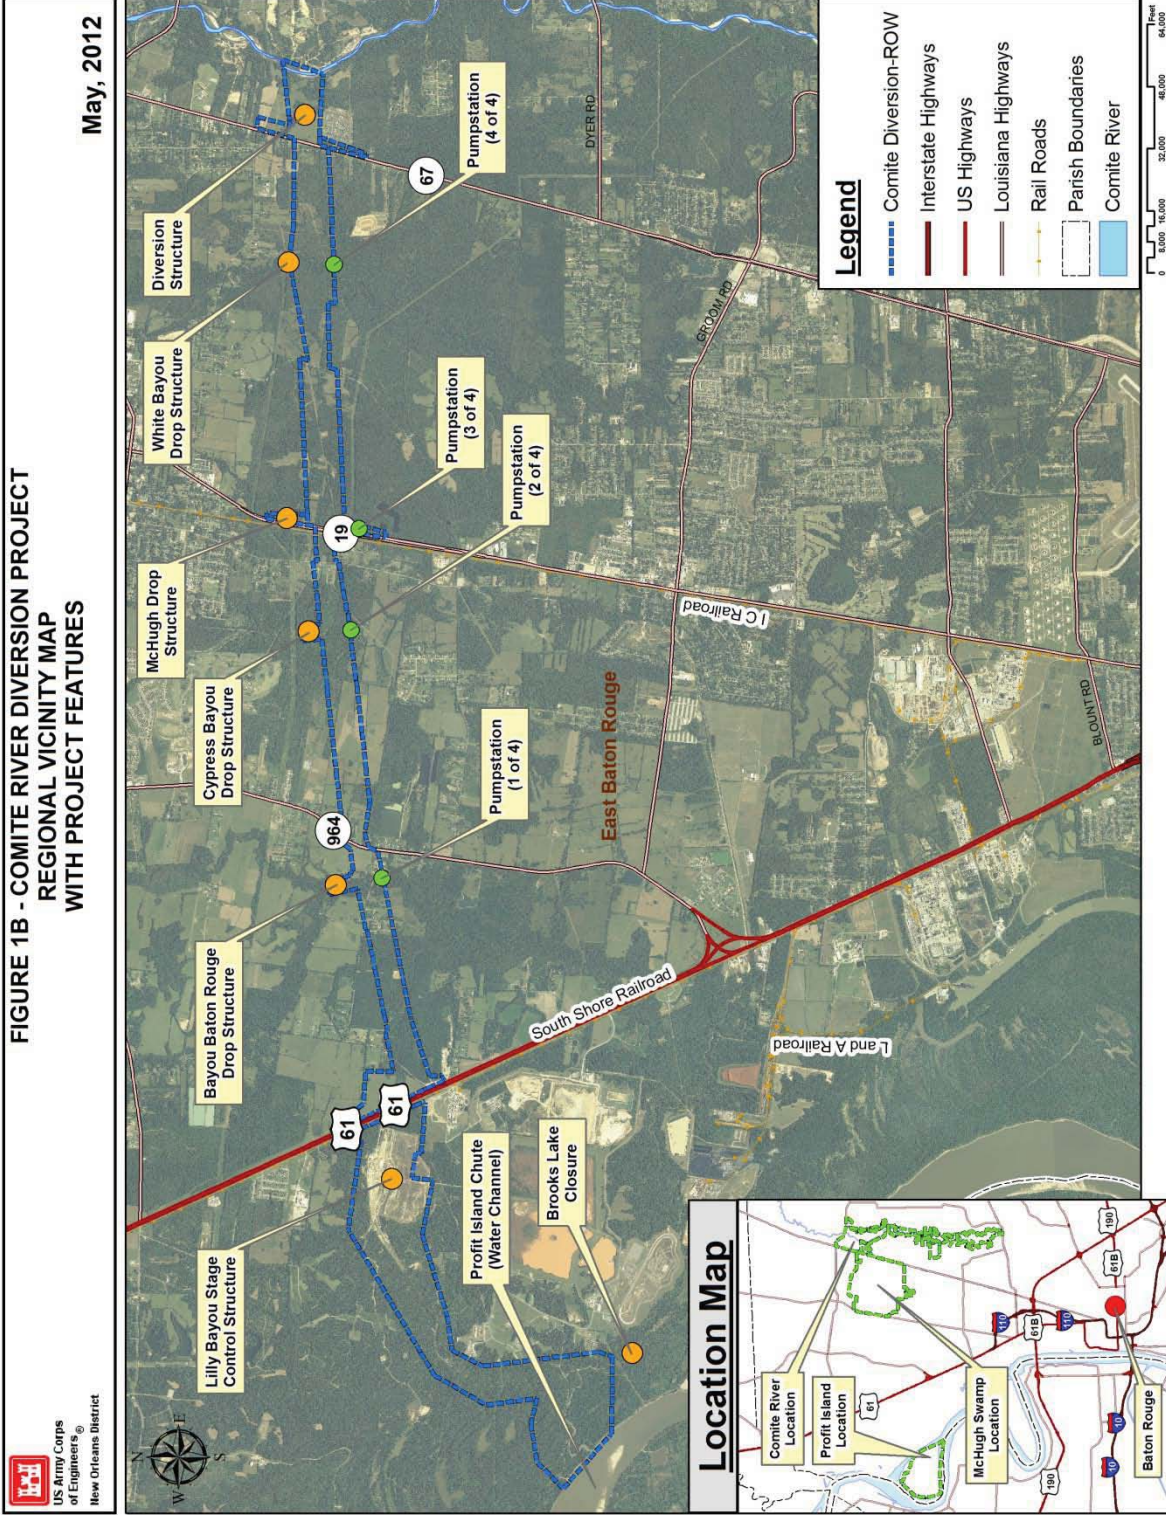 US Army Corps
of Engineers ®
New Orleans District
FIGURE 1B - COMITE RIVER DIVERSION PROJECT
REGIONAL VICINITY MAP
WITH PROJECT FEATURES
May, 2012
N
W
E
S
Lilly Bayou Stage
Control Structure
Bayou Baton Rouge
Drop Structure
Cypress Bayou
Drop Structure
McHugh Drop
Structure
White Bayou
Drop Structure
Diversion
Structure
61
61
964
19
67
Profit Island Chute
(Water Channel)
Brooks Lake
Closure
Pumpstation
(1 of 4)
Pumpstation
(2 of 4)
Pumpstation
(3 of 4)
Pumpstation
(4 of 4)
South Shore Railroad
East Baton Rouge
I C Railroad
L and A Railroad
GROOM RD
DYER RD
BLOUNT RD
Location Map
Comite River
Location
Profit Island
Location
McHugh Swamp
Location
Baton Rouge
61
190
10
10
110
61B
110
61B
190
Legend
Comite Diversion-ROW
Interstate Highways
US Highways
Louisiana Highways
Rail Roads
Parish Boundaries
Comite River
0 8,000 16,000 32,000 48,000 64,000
Feet